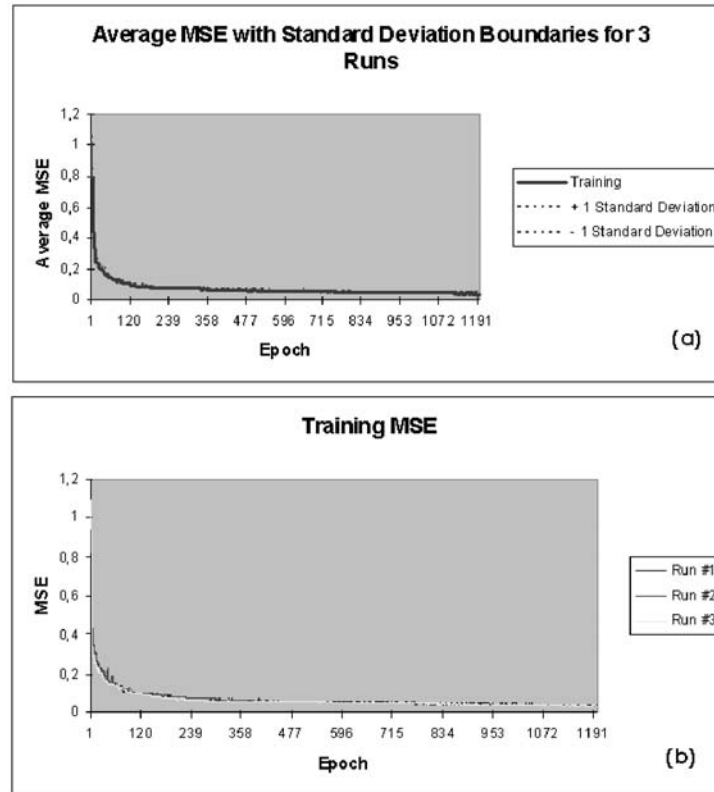 Average MSE with Standard Deviation Boundaries for 3
Runs
1,2
1
0,8
0,6
0,4
0,2
0
Average MSE
1 120 239 358 477 596 715 834 953 1072 1191
Epoch
Training
+ 1 Standard Deviation
- 1 Standard Deviation
(a)
Training MSE
1,2
1
0,8
0,6
0,4
0,2
0
MSE
1 120 239 358 477 596 715 834 953 1072 1191
Epoch
Run #1
Run #2
Run #3
(b)